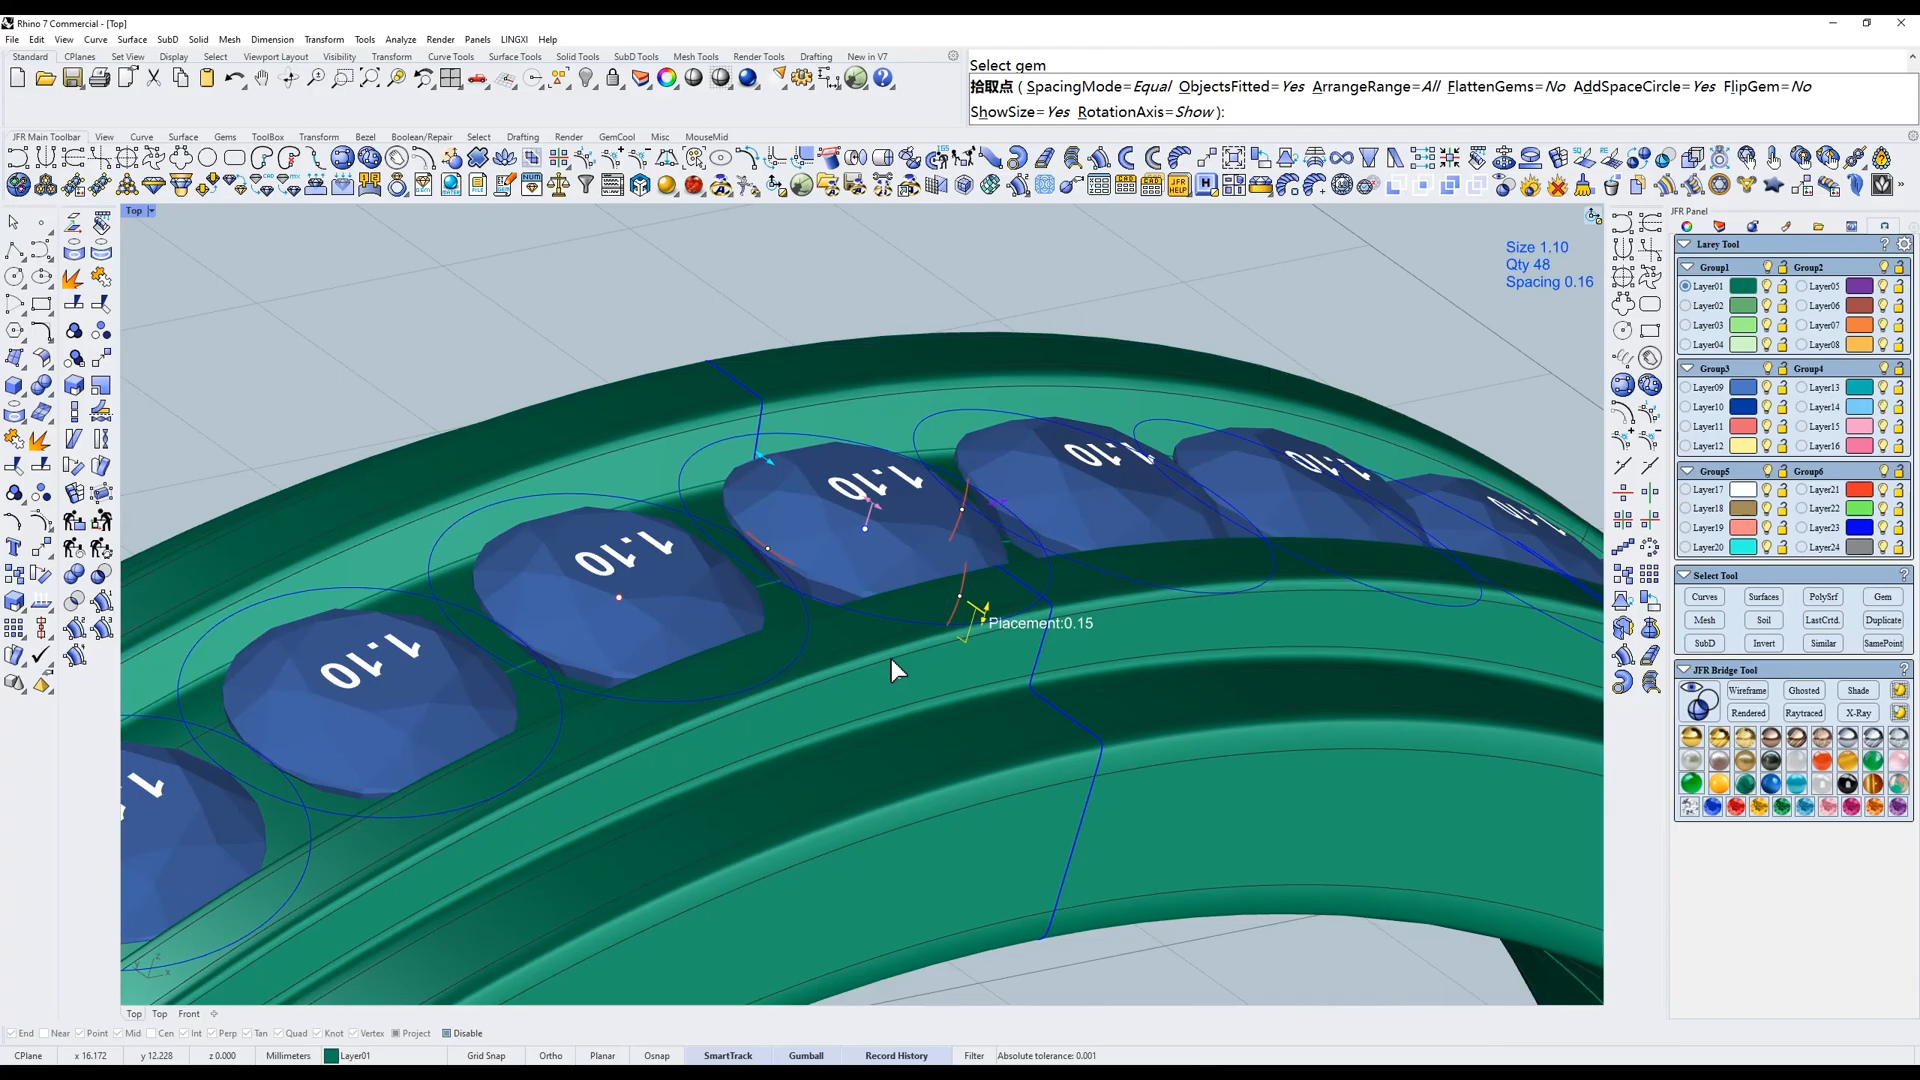 Rhino 7 Commercial - [Top]
File Edit View Curve Surface SubD Solid Mesh Dimension Transform Tools Analyze Render Panels LINGXI Help
Standard CPlanes Set View Display Select Viewport Layout Visibility Transform Curve Tools Surface Tools Solid Tools SubD Tools Mesh Tools Render Tools Drafting New in V7
Select gem
拾取点 ( SpacingMode=Equal ObjectsFitted=Yes ArrangeRange=All FlattenGems=No AddSpaceCircle=Yes FlipGem=No
ShowSize=Yes RotationAxis=Show ):
JFR Main Toolbar View Curve Surface Gems ToolBox Transform Bezel Boolean/Repair Select Drafting Render GemCool Misc MouseMid
Top
Size 1.10
Qty 48
Spacing 0.16
1.10
1.10
1.10
1.10
1.10
Placement:0.15
JFR Panel
Larey Tool ?
Group1 Group2
Layer01 Layer05
Layer02 Layer06
Layer03 Layer07
Layer04 Layer08
Group3 Group4
Layer09 Layer13
Layer10 Layer14
Layer11 Layer15
Layer12 Layer16
Group5 Group6
Layer17 Layer21
Layer18 Layer22
Layer19 Layer23
Layer20 Layer24
Select Tool ?
Curves Surfaces PolySrf Gem
Mesh Soil LastCrtd. Duplicate
SubD Invert Similar SamePoint
JFR Bridge Tool ?
Wireframe Ghosted Shade
Rendered Raytraced X-Ray
Top Top Front
End Near Point Mid Cen Int Perp Tan Quad Knot Vertex Project Disable
CPlane x 16.172 y 12.228 z 0.000 Millimeters Layer01 Grid Snap Ortho Planar Osnap SmartTrack Gumball Record History Filter Absolute tolerance: 0.001